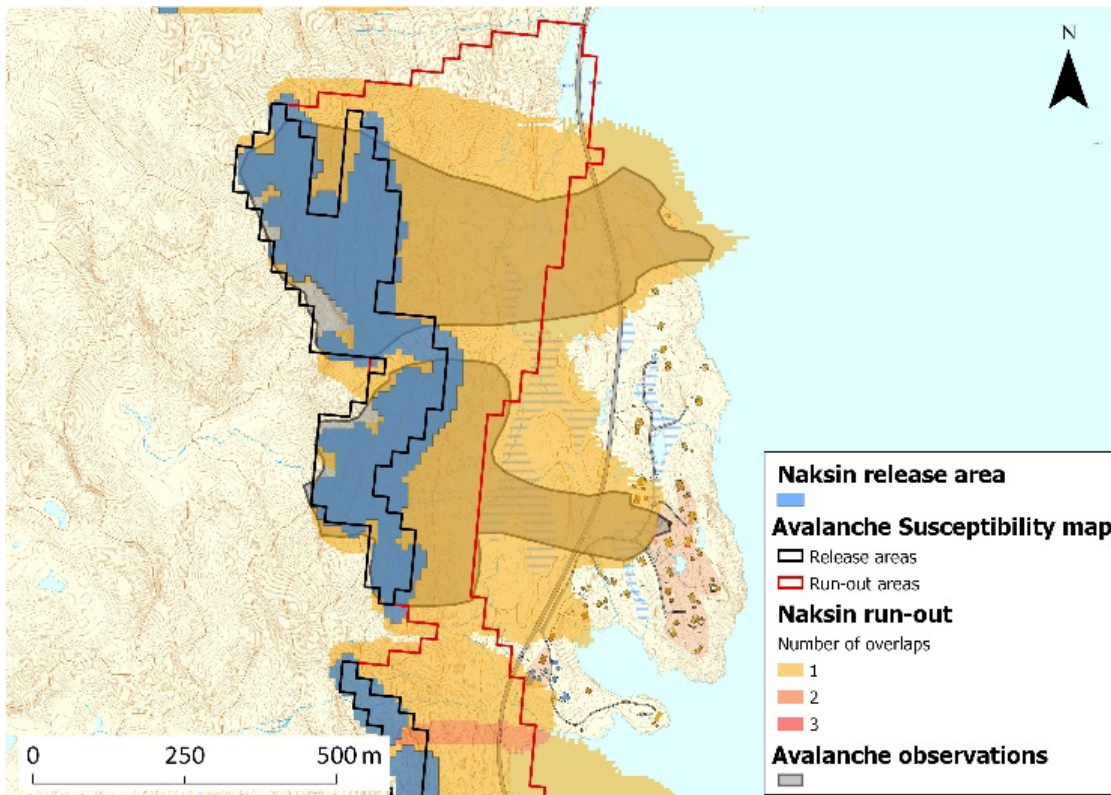 N
Naksin release area
Avalanche Susceptibility map
Release areas
Run-out areas
Naksin run-out
Number of overlaps
1
2
3
Avalanche observations
0 250 500 m